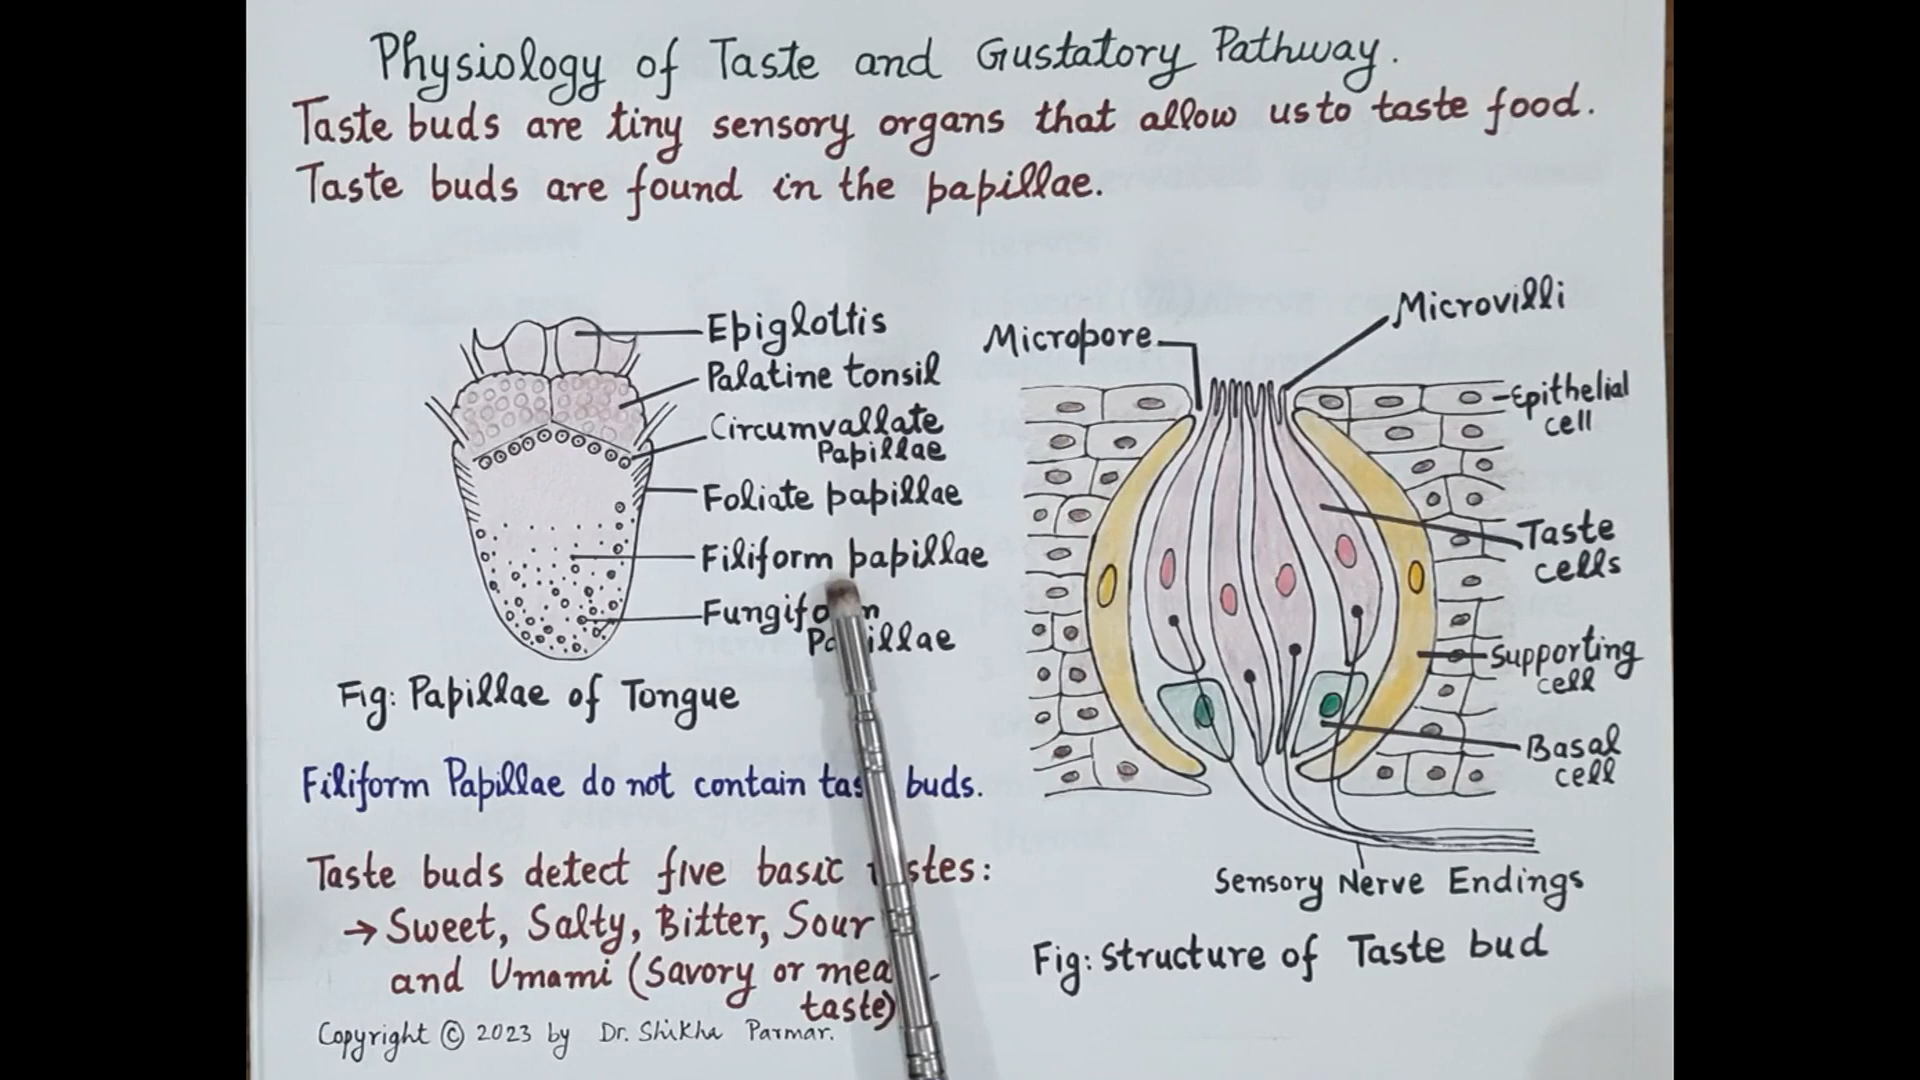 Physiology of Taste and Gustatory Pathway.
Taste buds are tiny sensory organs that allow us to taste food.
Taste buds are found in the papillae.
Epiglottis
Palatine tonsil
Circumvallate
Papillae
Foliate papillae
Filiform papillae
Fig: Papillae of Tongue
Filiform Papillae do not contain buds.
Taste buds detect five basic
→ Sweet, Salty, Bitter, Sour
and Umami (Savory or
taste)
Copyright © 2023 by Dr. Shikha Parmar.
Micropore
Microvilli
Epithelial
cell
Taste
cells
Supporting
cell
Basal
cell
Sensory Nerve Endings
Fig: Structure of Taste bud